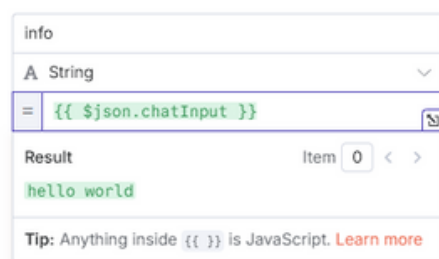 info
A String
= {{ $json.chatInput }}
Result Item 0 < >
hello world
Tip: Anything inside {{ }} is JavaScript. Learn more